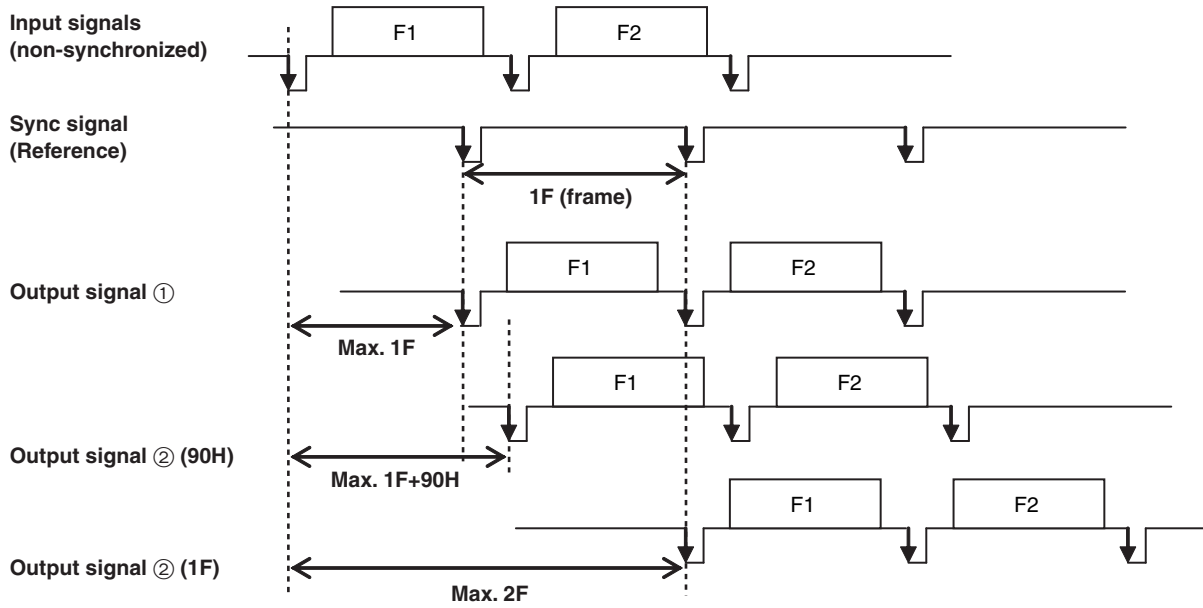 Input signals
(non-synchronized)
F1
F2
Sync signal
(Reference)
1F (frame)
Output signal ①
F1
F2
Max. 1F
Output signal ② (90H)
F1
F2
Max. 1F+90H
Output signal ② (1F)
F1
F2
Max. 2F